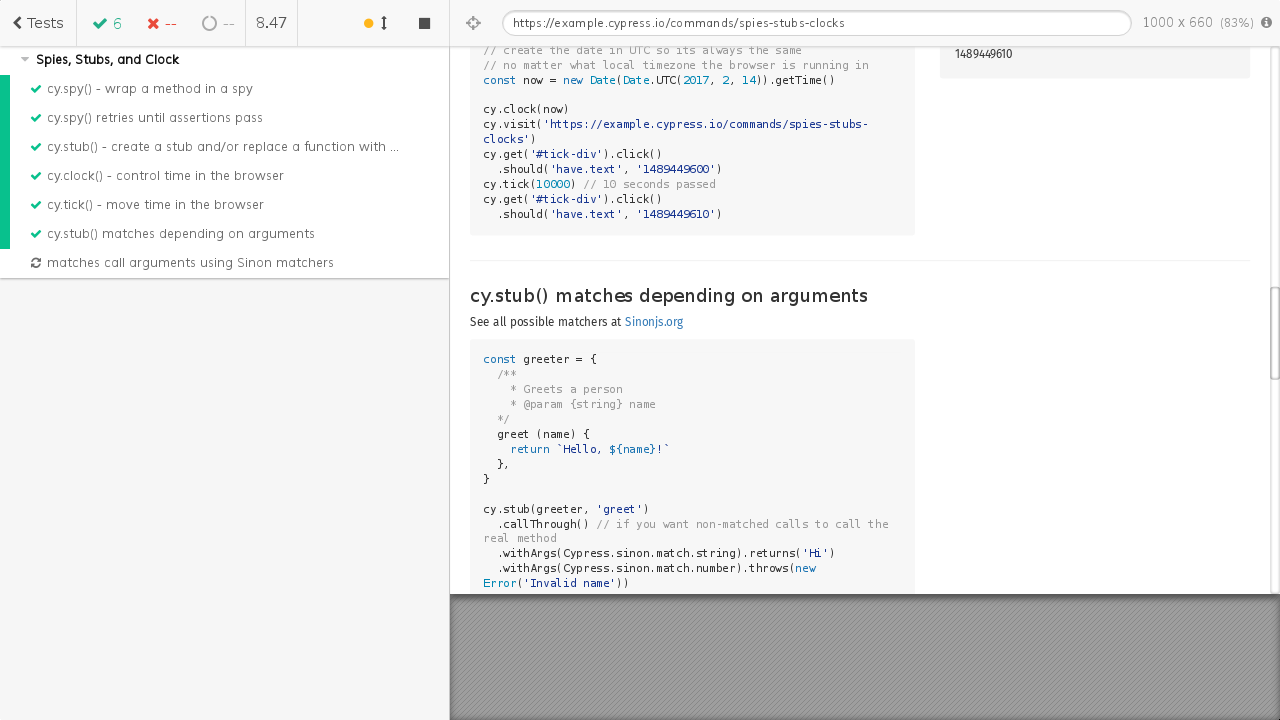 Tests
6
--
--
8.47
https://example.cypress.io/commands/spies-stubs-clocks
1000 x 660 (83%)
Spies, Stubs, and Clock
cy.spy() - wrap a method in a spy
cy.spy() retries until assertions pass
cy.stub() - create a stub and/or replace a function with ...
cy.clock() - control time in the browser
cy.tick() - move time in the browser
cy.stub() matches depending on arguments
matches call arguments using Sinon matchers
// create the date in UTC so its always the same
// no matter what local timezone the browser is running in
const now = new Date(Date.UTC(2017, 2, 14)).getTime()
cy.clock(now)
cy.visit('https://example.cypress.io/commands/spies-stubs-
clocks')
cy.get('#tick-div').click()
  .should('have.text', '1489449600')
cy.tick(10000) // 10 seconds passed
cy.get('#tick-div').click()
  .should('have.text', '1489449610')
1489449610
cy.stub() matches depending on arguments
See all possible matchers at Sinonjs.org
const greeter = {
  /**
    * Greets a person
    * @param {string} name
  */
  greet (name) {
    return `Hello, ${name}!`
  },
}
cy.stub(greeter, 'greet')
  .callThrough() // if you want non-matched calls to call the
real method
  .withArgs(Cypress.sinon.match.string).returns('Hi')
  .withArgs(Cypress.sinon.match.number).throws(new
Error('Invalid name'))